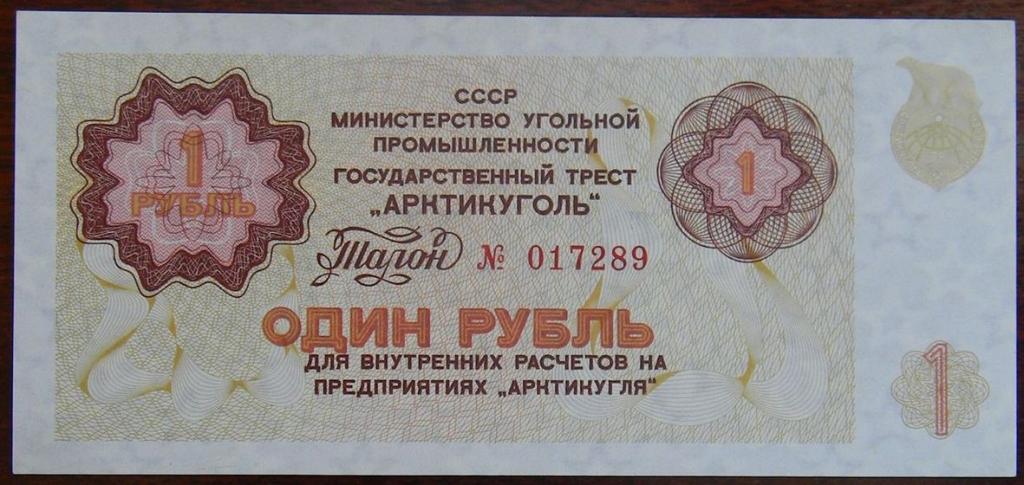 1
РУБЛЬ
СССР
МИНИСТЕРСТВО УГОЛЬНОЙ
ПРОМЫШЛЕННОСТИ
ГОСУДАРСТВЕННЫЙ ТРЕСТ
„АРКТИКУГОЛЬ“
Талон № 017289
1
ОДИН РУБЛЬ
ДЛЯ ВНУТРЕННИХ РАСЧЕТОВ НА
ПРЕДПРИЯТИЯХ „АРКТИКУГЛЯ“
1